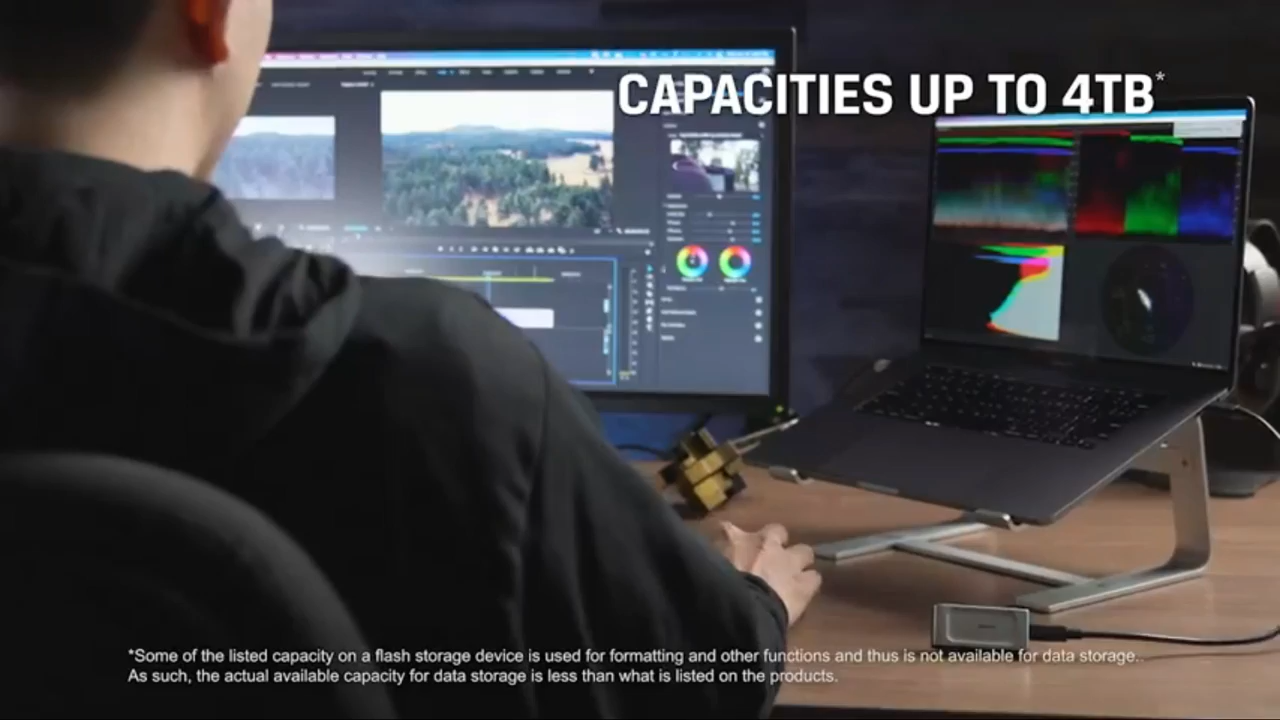 CAPACITIES UP TO 4TB*
*Some of the listed capacity on a flash storage device is used for formatting and other functions and thus is not available for data storage.
As such, the actual available capacity for data storage is less than what is listed on the products.